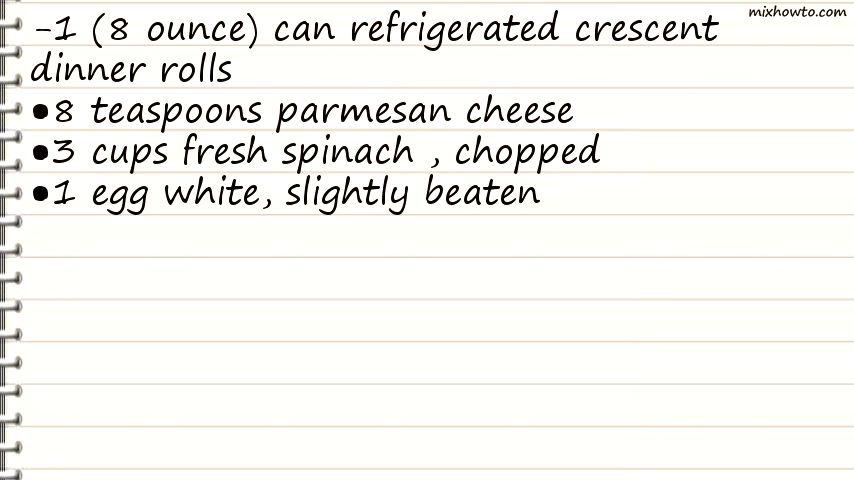 mixhowto.com
-1 (8 ounce) can refrigerated crescent
dinner rolls
•8 teaspoons parmesan cheese
•3 cups fresh spinach , chopped
•1 egg white, slightly beaten